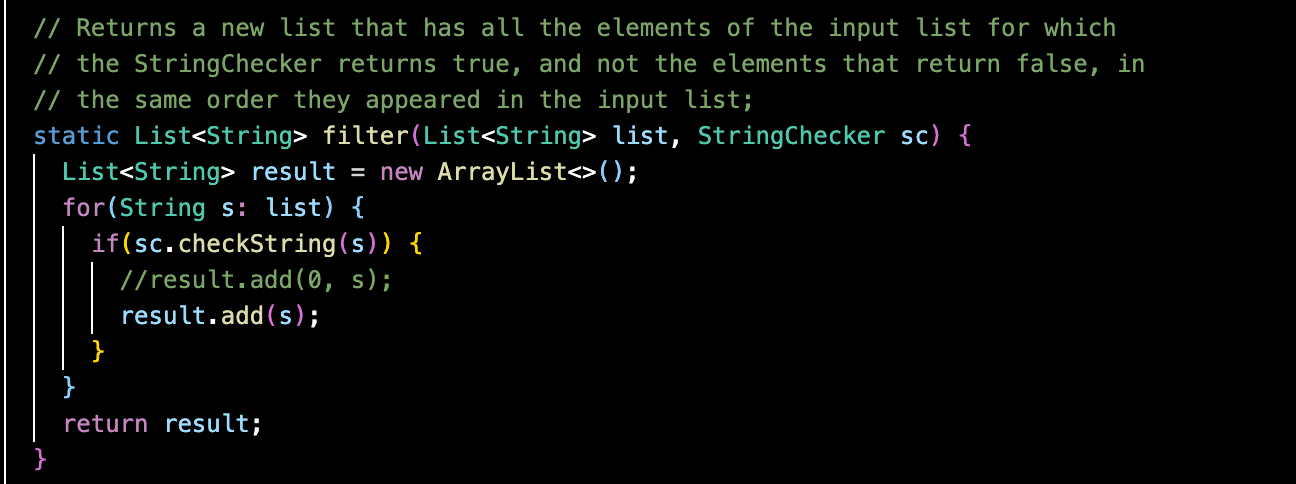 // Returns a new list that has all the elements of the input list for which
// the StringChecker returns true, and not the elements that return false, in
// the same order they appeared in the input list;
static List<String> filter(List<String> list, StringChecker sc) {
  List<String> result = new ArrayList<>();
  for(String s: list) {
    if(sc.checkString(s)) {
      //result.add(0, s);
      result.add(s);
    }
  }
  return result;
}